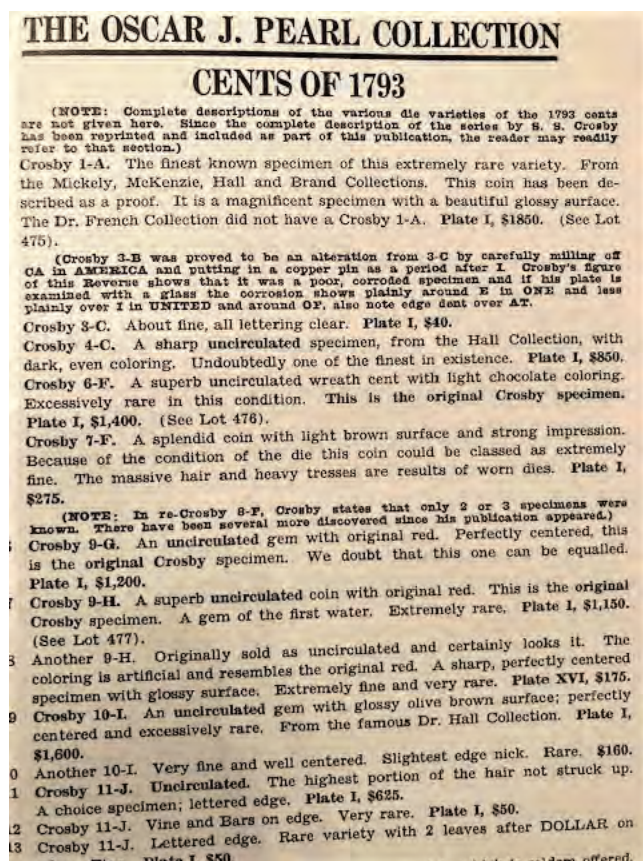 THE OSCAR J. PEARL COLLECTION
CENTS OF 1793
(NOTE: Complete descriptions of the various die varieties of the 1793 cents
are not given here. Since the complete description of the series by S. S. Crosby
has been reprinted and included as part of this publication, the reader may readily
refer to that section.)
Crosby 1-A. The finest known specimen of this extremely rare variety. From
the Mickely, McKenzie, Hall and Brand Collections. This coin has been de-
scribed as a proof. It is a magnificent specimen with a beautiful glossy surface.
The Dr. French Collection did not have a Crosby 1-A. Plate I, $1850. (See Lot
475).
(Crosby 3-B was proved to be an alteration from 3-C by carefully milling off
CA in AMERICA and putting in a copper pin as a period after I. Crosby's figure
of this Reverse shows that it was a poor, corroded specimen and if his plate is
examined with a glass the corrosion shows plainly around E in ONE and less
plainly over I in UNITED and around OF, also note edge dent over AT.
Crosby 3-C. About fine, all lettering clear. Plate I, $40.
Crosby 4-C. A sharp uncirculated specimen, from the Hall Collection, with
dark, even coloring. Undoubtedly one of the finest in existence. Plate I, $850.
Crosby 6-F. A superb uncirculated wreath cent with light chocolate coloring.
Excessively rare in this condition. This is the original Crosby specimen.
Plate I, $1,400. (See Lot 476).
Crosby 7-F. A splendid coin with light brown surface and strong impression.
Because of the condition of the die this coin could be classed as extremely
fine. The massive hair and heavy tresses are results of worn dies. Plate I,
$275.
(NOTE: In re-Crosby 8-F, Crosby states that only 2 or 3 specimens were
known. There have been several more discovered since his publication appeared.)
Crosby 9-G. An uncirculated gem with original red. Perfectly centered, this
is the original Crosby specimen. We doubt that this one can be equalled.
Plate I, $1,200.
Crosby 9-H. A superb uncirculated coin with original red. This is the original
Crosby specimen. A gem of the first water. Extremely rare. Plate I, $1,150.
(See Lot 477).
Another 9-H. Originally sold as uncirculated and certainly looks it. The
coloring is artificial and resembles the original red. A sharp, perfectly centered
specimen with glossy surface. Extremely fine and very rare. Plate XVI, $175.
9 Crosby 10-I. An uncirculated gem with glossy olive brown surface; perfectly
centered and excessively rare. From the famous Dr. Hall Collection. Plate I,
$1,600.
0 Another 10-I. Very fine and well centered. Slightest edge nick. Rare. $160.
1 Crosby 11-J. Uncirculated. The highest portion of the hair not struck up.
A choice specimen; lettered edge. Plate I, $625.
12 Crosby 11-J. Vine and Bars on edge. Very rare. Plate I, $50.
13 Crosby 11-J. Lettered edge. Rare variety with 2 leaves after DOLLAR on
Plate I, $50.
seldom offered.